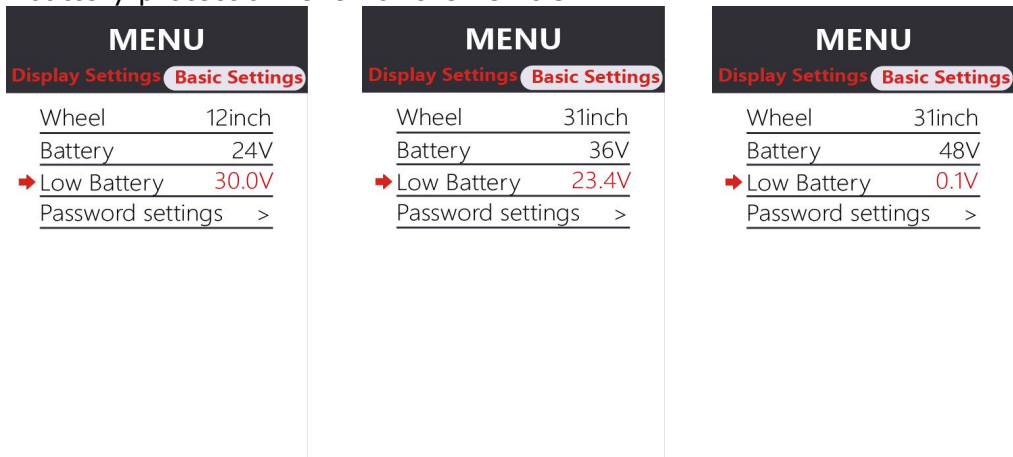 MENU
Display Settings Basic Settings
Wheel 12inch
Battery 24V
Low Battery 30.0V
Password settings >
MENU
Display Settings Basic Settings
Wheel 31inch
Battery 36V
Low Battery 23.4V
Password settings >
MENU
Display Settings Basic Settings
Wheel 31inch
Battery 48V
Low Battery 0.1V
Password settings >